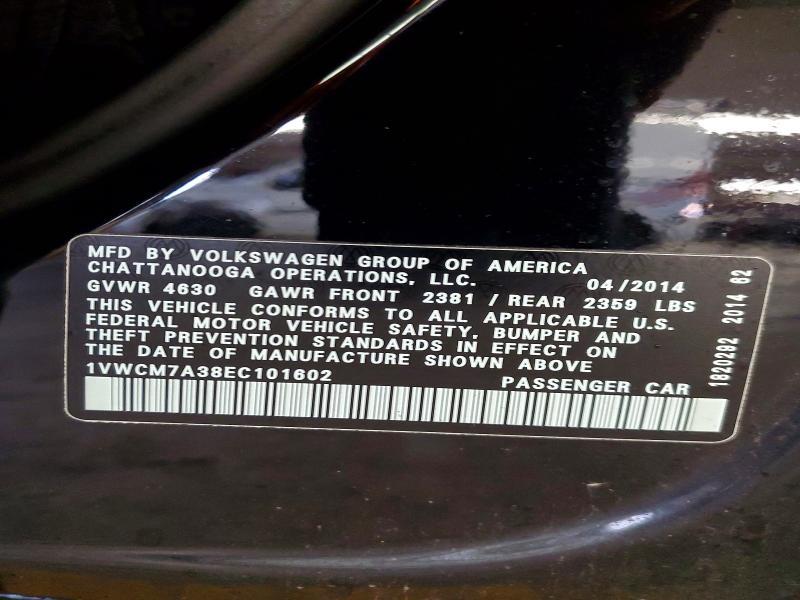 MFD BY VOLKSWAGEN GROUP OF AMERICA
CHATTANOOGA OPERATIONS, LLC. 04/2014
GVWR 4630 GAWR FRONT 2381 / REAR 2359 LBS
THIS VEHICLE CONFORMS TO ALL APPLICABLE U.S.
FEDERAL MOTOR VEHICLE SAFETY, BUMPER AND
THEFT PREVENTION STANDARDS IN EFFECT ON
THE DATE OF MANUFACTURE SHOWN ABOVE
1VWCM7A38EC101602 PASSENGER CAR
1820292 2014 62